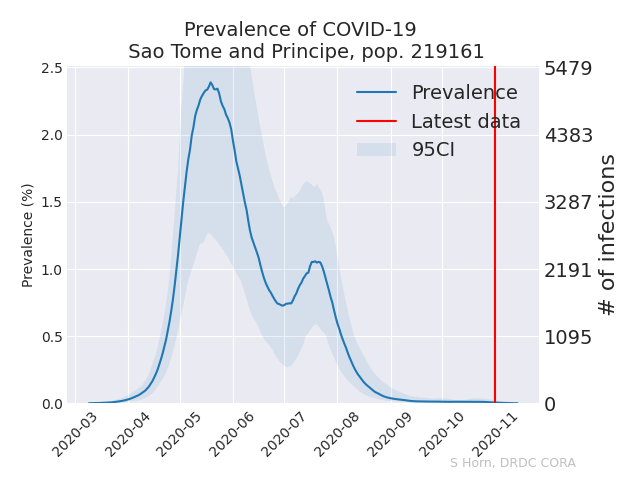 Prevalence of COVID-19
Sao Tome and Principe, pop. 219161
Prevalence (%)
2.5
2.0
1.5
1.0
0.5
0.0
Prevalence
Latest data
95CI
5479
4383
3287
2191
1095
0
# of infections
2020-03
2020-04
2020-05
2020-06
2020-07
2020-08
2020-09
2020-10
2020-11
S Horn, DRDC CORA